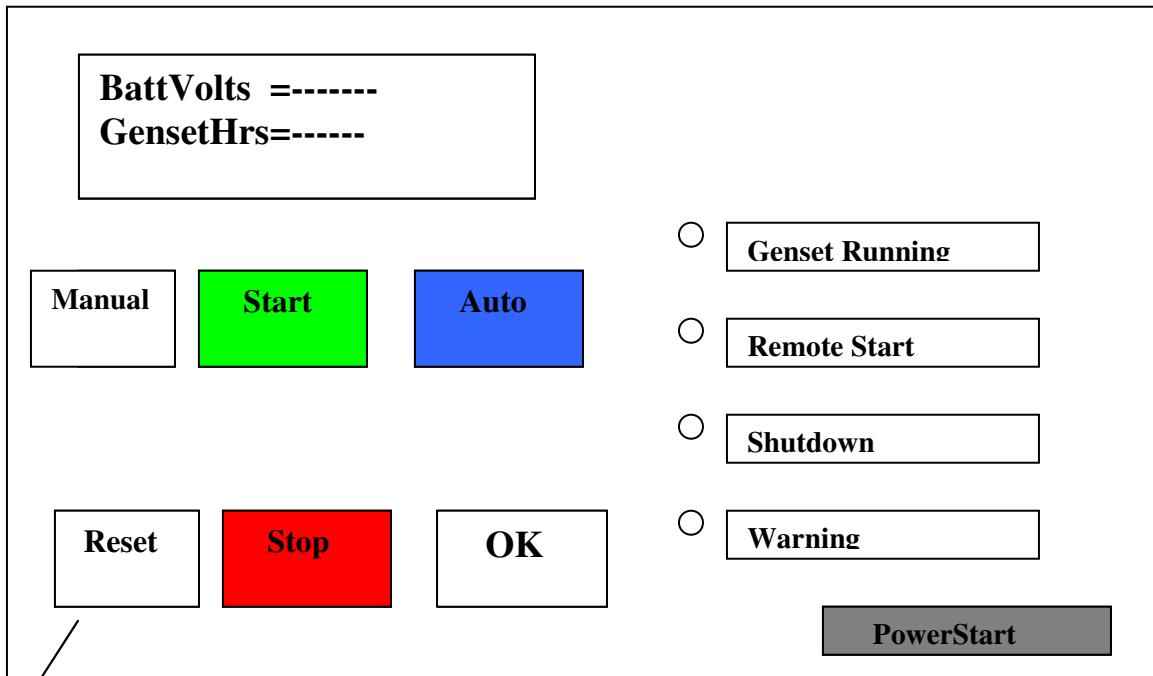 BattVolts =-------
GensetHrs=------
Genset Running
Manual
Start
Auto
Remote Start
Shutdown
Reset
Stop
OK
Warning
PowerStart